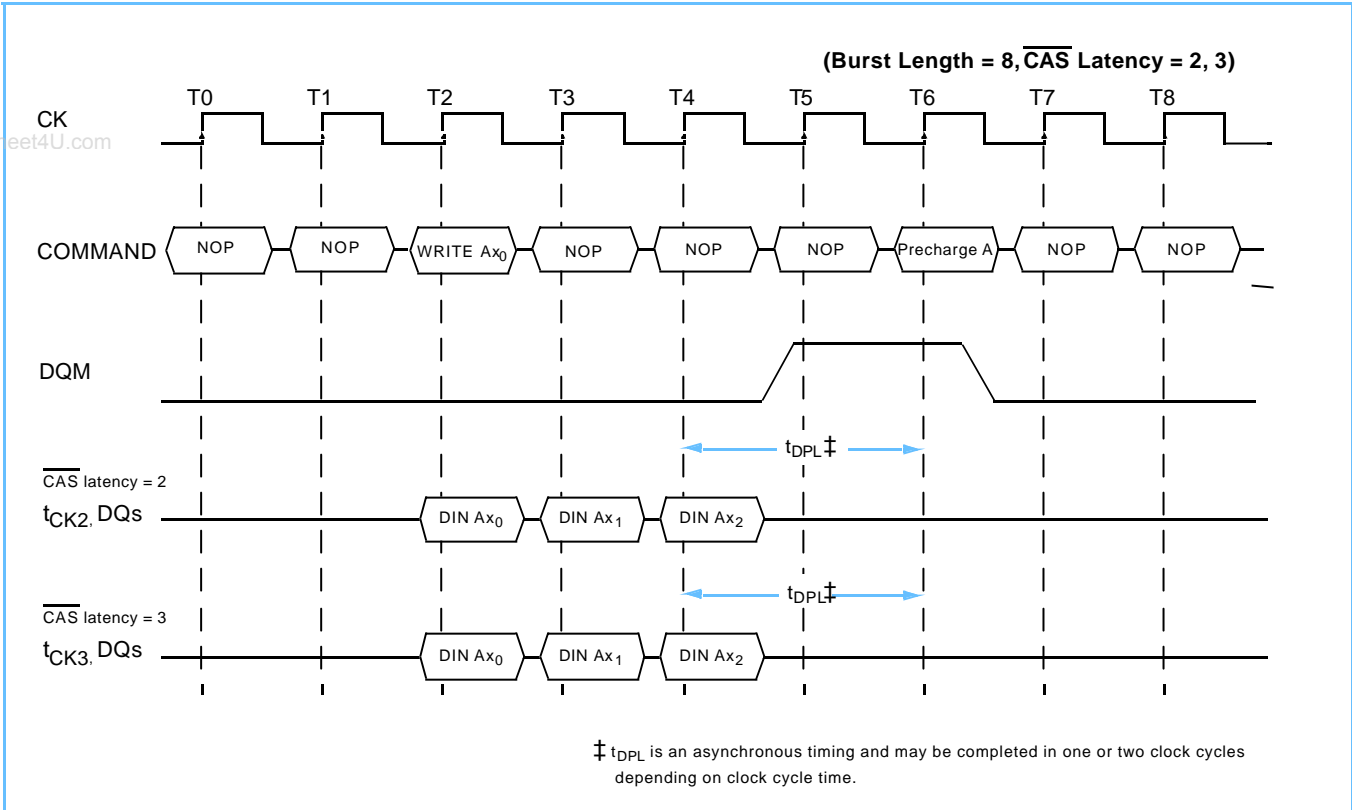 (Burst Length = 8, CAS Latency = 2, 3)
T0 T1 T2 T3 T4 T5 T6 T7 T8
CK
eet4U.com
COMMAND NOP NOP WRITE Ax0 NOP NOP NOP Precharge A NOP NOP
DQM
tDPL ‡
CAS latency = 2
tCK2, DQs DIN Ax0 DIN Ax1 DIN Ax2
tDPL‡
CAS latency = 3
tCK3, DQs DIN Ax0 DIN Ax1 DIN Ax2
‡ tDPL is an asynchronous timing and may be completed in one or two clock cycles
depending on clock cycle time.